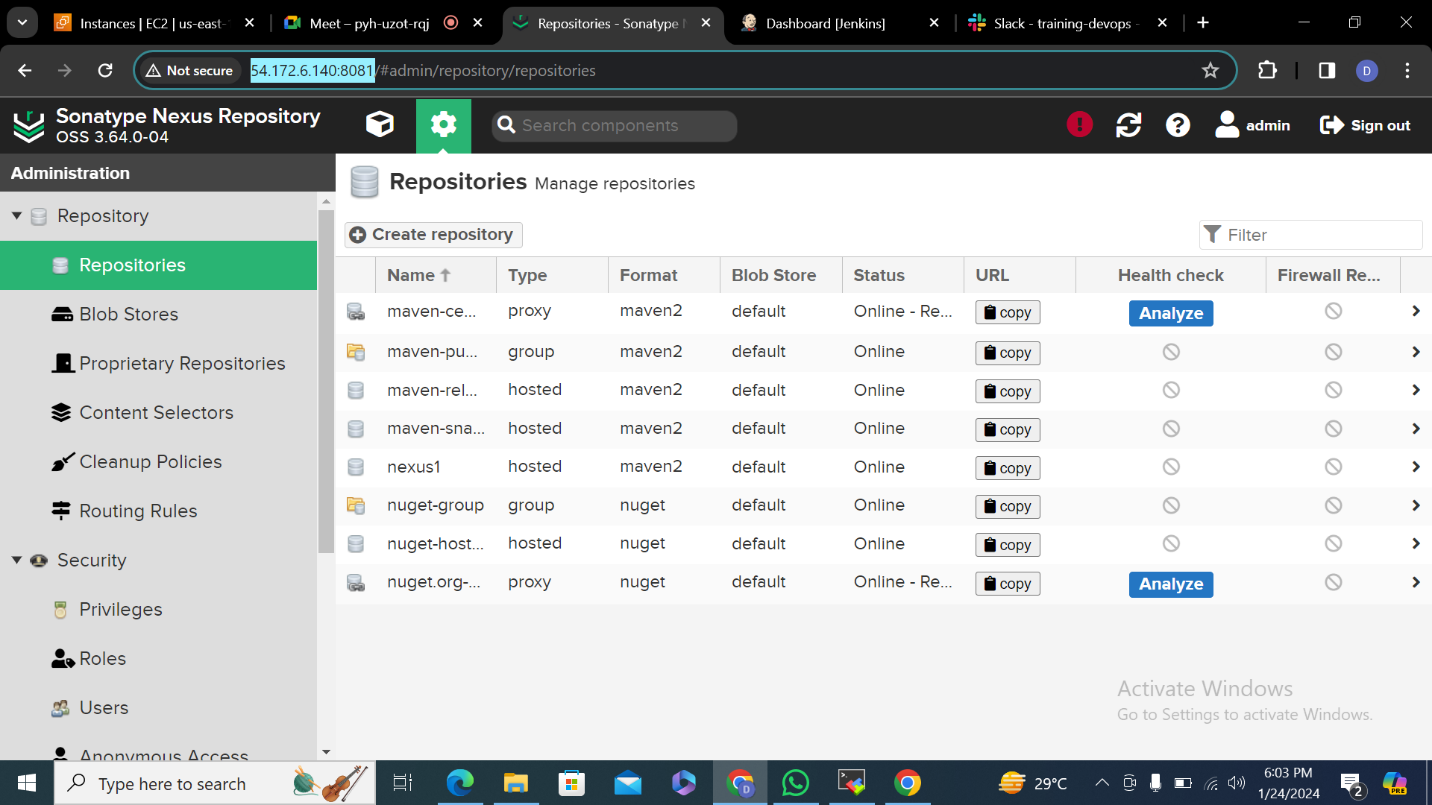 Instances | EC2 | us-east-
Meet – pyh-uzot-rqj
Repositories - Sonatype
Dashboard [Jenkins]
Slack - training-devops -
Not secure
54.172.6.140:8081/#admin/repository/repositories
D
Sonatype Nexus Repository
OSS 3.64.0-04
Search components
admin
Sign out
Administration
Repositories Manage repositories
Repository
Create repository
Filter
Repositories
Name Type Format Blob Store Status URL Health check Firewall Re...
Blob Stores
maven-ce... proxy maven2 default Online - Re... copy Analyze
Proprietary Repositories
maven-pu... group maven2 default Online copy
maven-rel... hosted maven2 default Online copy
Content Selectors
maven-sna... hosted maven2 default Online copy
Cleanup Policies
nexus1 hosted maven2 default Online copy
Routing Rules
nuget-group group nuget default Online copy
Security
nuget-host... hosted nuget default Online copy
nuget.org-... proxy nuget default Online - Re... copy Analyze
Privileges
Roles
Users
Anonymous Access
Activate Windows
Go to Settings to activate Windows.
Type here to search
D
29°C
6:03 PM
1/24/2024
2
PRE